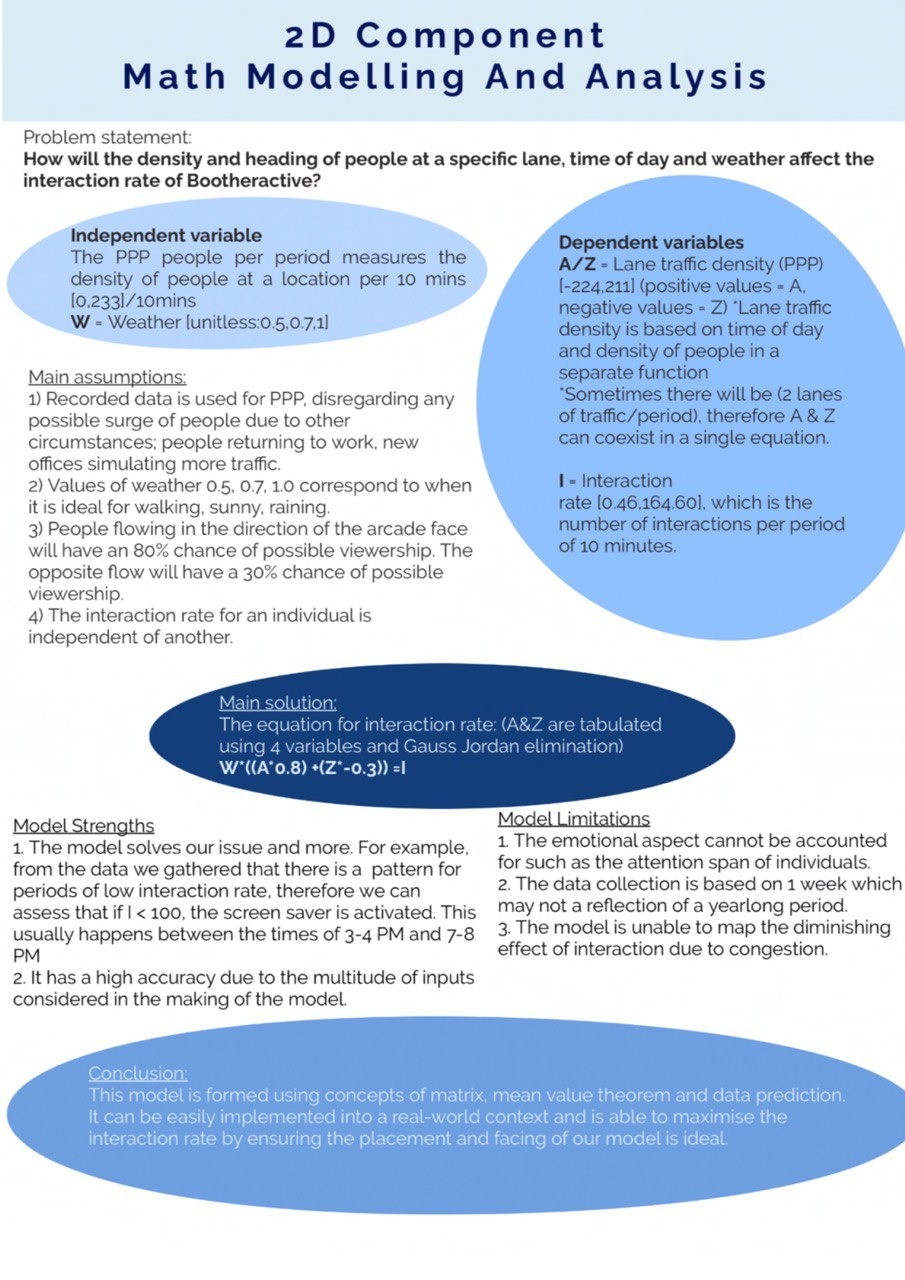 2D Component
Math Modelling And Analysis
Problem statement:
How will the density and heading of people at a specific lane, time of day and weather affect the
interaction rate of Bootheractive?
Independent variable
The PPP people per period measures the
density of people at a location per 10 mins
[0,233]/10mins
W = Weather [unitless:0.5,0.7,1]
Dependent variables
A/Z = Lane traffic density (PPP)
[-224,211] (positive values = A,
negative values = Z) *Lane traffic
density is based on time of day
and density of people in a
separate function
*Sometimes there will be (2 lanes
of traffic/period), therefore A & Z
can coexist in a single equation.
I = Interaction
rate [0.46,164.60], which is the
number of interactions per period
of 10 minutes.
Main assumptions:
1) Recorded data is used for PPP, disregarding any
possible surge of people due to other
circumstances; people returning to work, new
offices simulating more traffic.
2) Values of weather 0.5, 0.7, 1.0 correspond to when
it is ideal for walking, sunny, raining.
3) People flowing in the direction of the arcade face
will have an 80% chance of possible viewership. The
opposite flow will have a 30% chance of possible
viewership.
4) The interaction rate for an individual is
independent of another.
Main solution:
The equation for interaction rate: (A&Z are tabulated
using 4 variables and Gauss Jordan elimination)
W*((A*0.8) +(Z*-0.3)) =I
Model Strengths
1. The model solves our issue and more. For example,
from the data we gathered that there is a pattern for
periods of low interaction rate, therefore we can
assess that if I < 100, the screen saver is activated. This
usually happens between the times of 3-4 PM and 7-8
PM
2. It has a high accuracy due to the multitude of inputs
considered in the making of the model.
Model Limitations
1. The emotional aspect cannot be accounted
for such as the attention span of individuals.
2. The data collection is based on 1 week which
may not a reflection of a yearlong period.
3. The model is unable to map the diminishing
effect of interaction due to congestion.
Conclusion:
This model is formed using concepts of matrix, mean value theorem and data prediction.
It can be easily implemented into a real-world context and is able to maximise the
interaction rate by ensuring the placement and facing of our model is ideal.